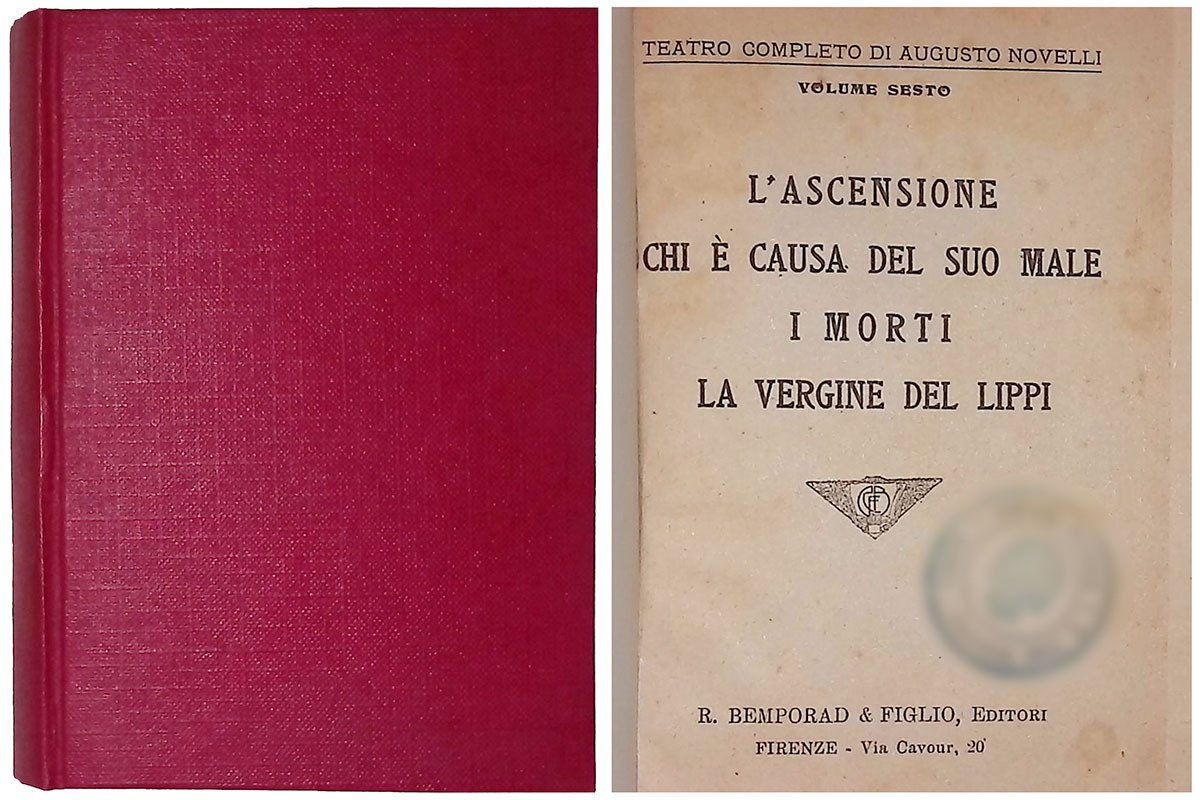 TEATRO COMPLETO DI AUGUSTO NOVELLI
VOLUME SESTO
L'ASCENSIONE
CHI È CAUSA DEL SUO MALE
I MORTI
LA VERGINE DEL LIPPI
R. BEMPORAD & FIGLIO, EDITORI
FIRENZE - Via Cavour, 20